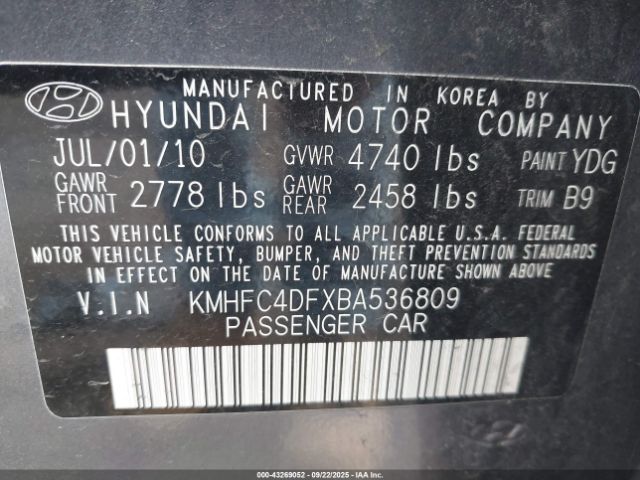 MANUFACTURED IN KOREA BY
HYUNDAI MOTOR COMPANY
JUL/01/10 GVWR 4740 lbs PAINT YDG
GAWR FRONT 2778 lbs GAWR REAR 2458 lbs TRIM B9
THIS VEHICLE CONFORMS TO ALL APPLICABLE U.S.A. FEDERAL
MOTOR VEHICLE SAFETY, BUMPER, AND THEFT PREVENTION STANDARDS
IN EFFECT ON THE DATE OF MANUFACTURE SHOWN ABOVE
V.I.N KMHFC4DFXBA536809
PASSENGER CAR
000-43269052 | 09/22/2025 | IAAI.COM